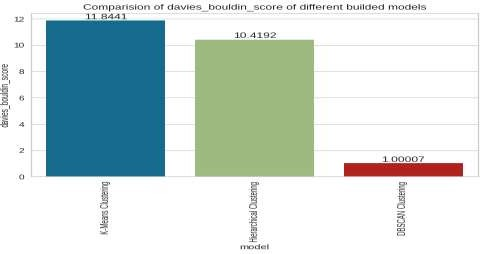 Comparision of davies_bouldin_score of different builded models
davies_bouldin_score
12
10
8
6
4
2
0
11.8441
10.4192
1.00007
K-Means Clustering
Hierarchical Clustering
DBSCAN Clustering
model